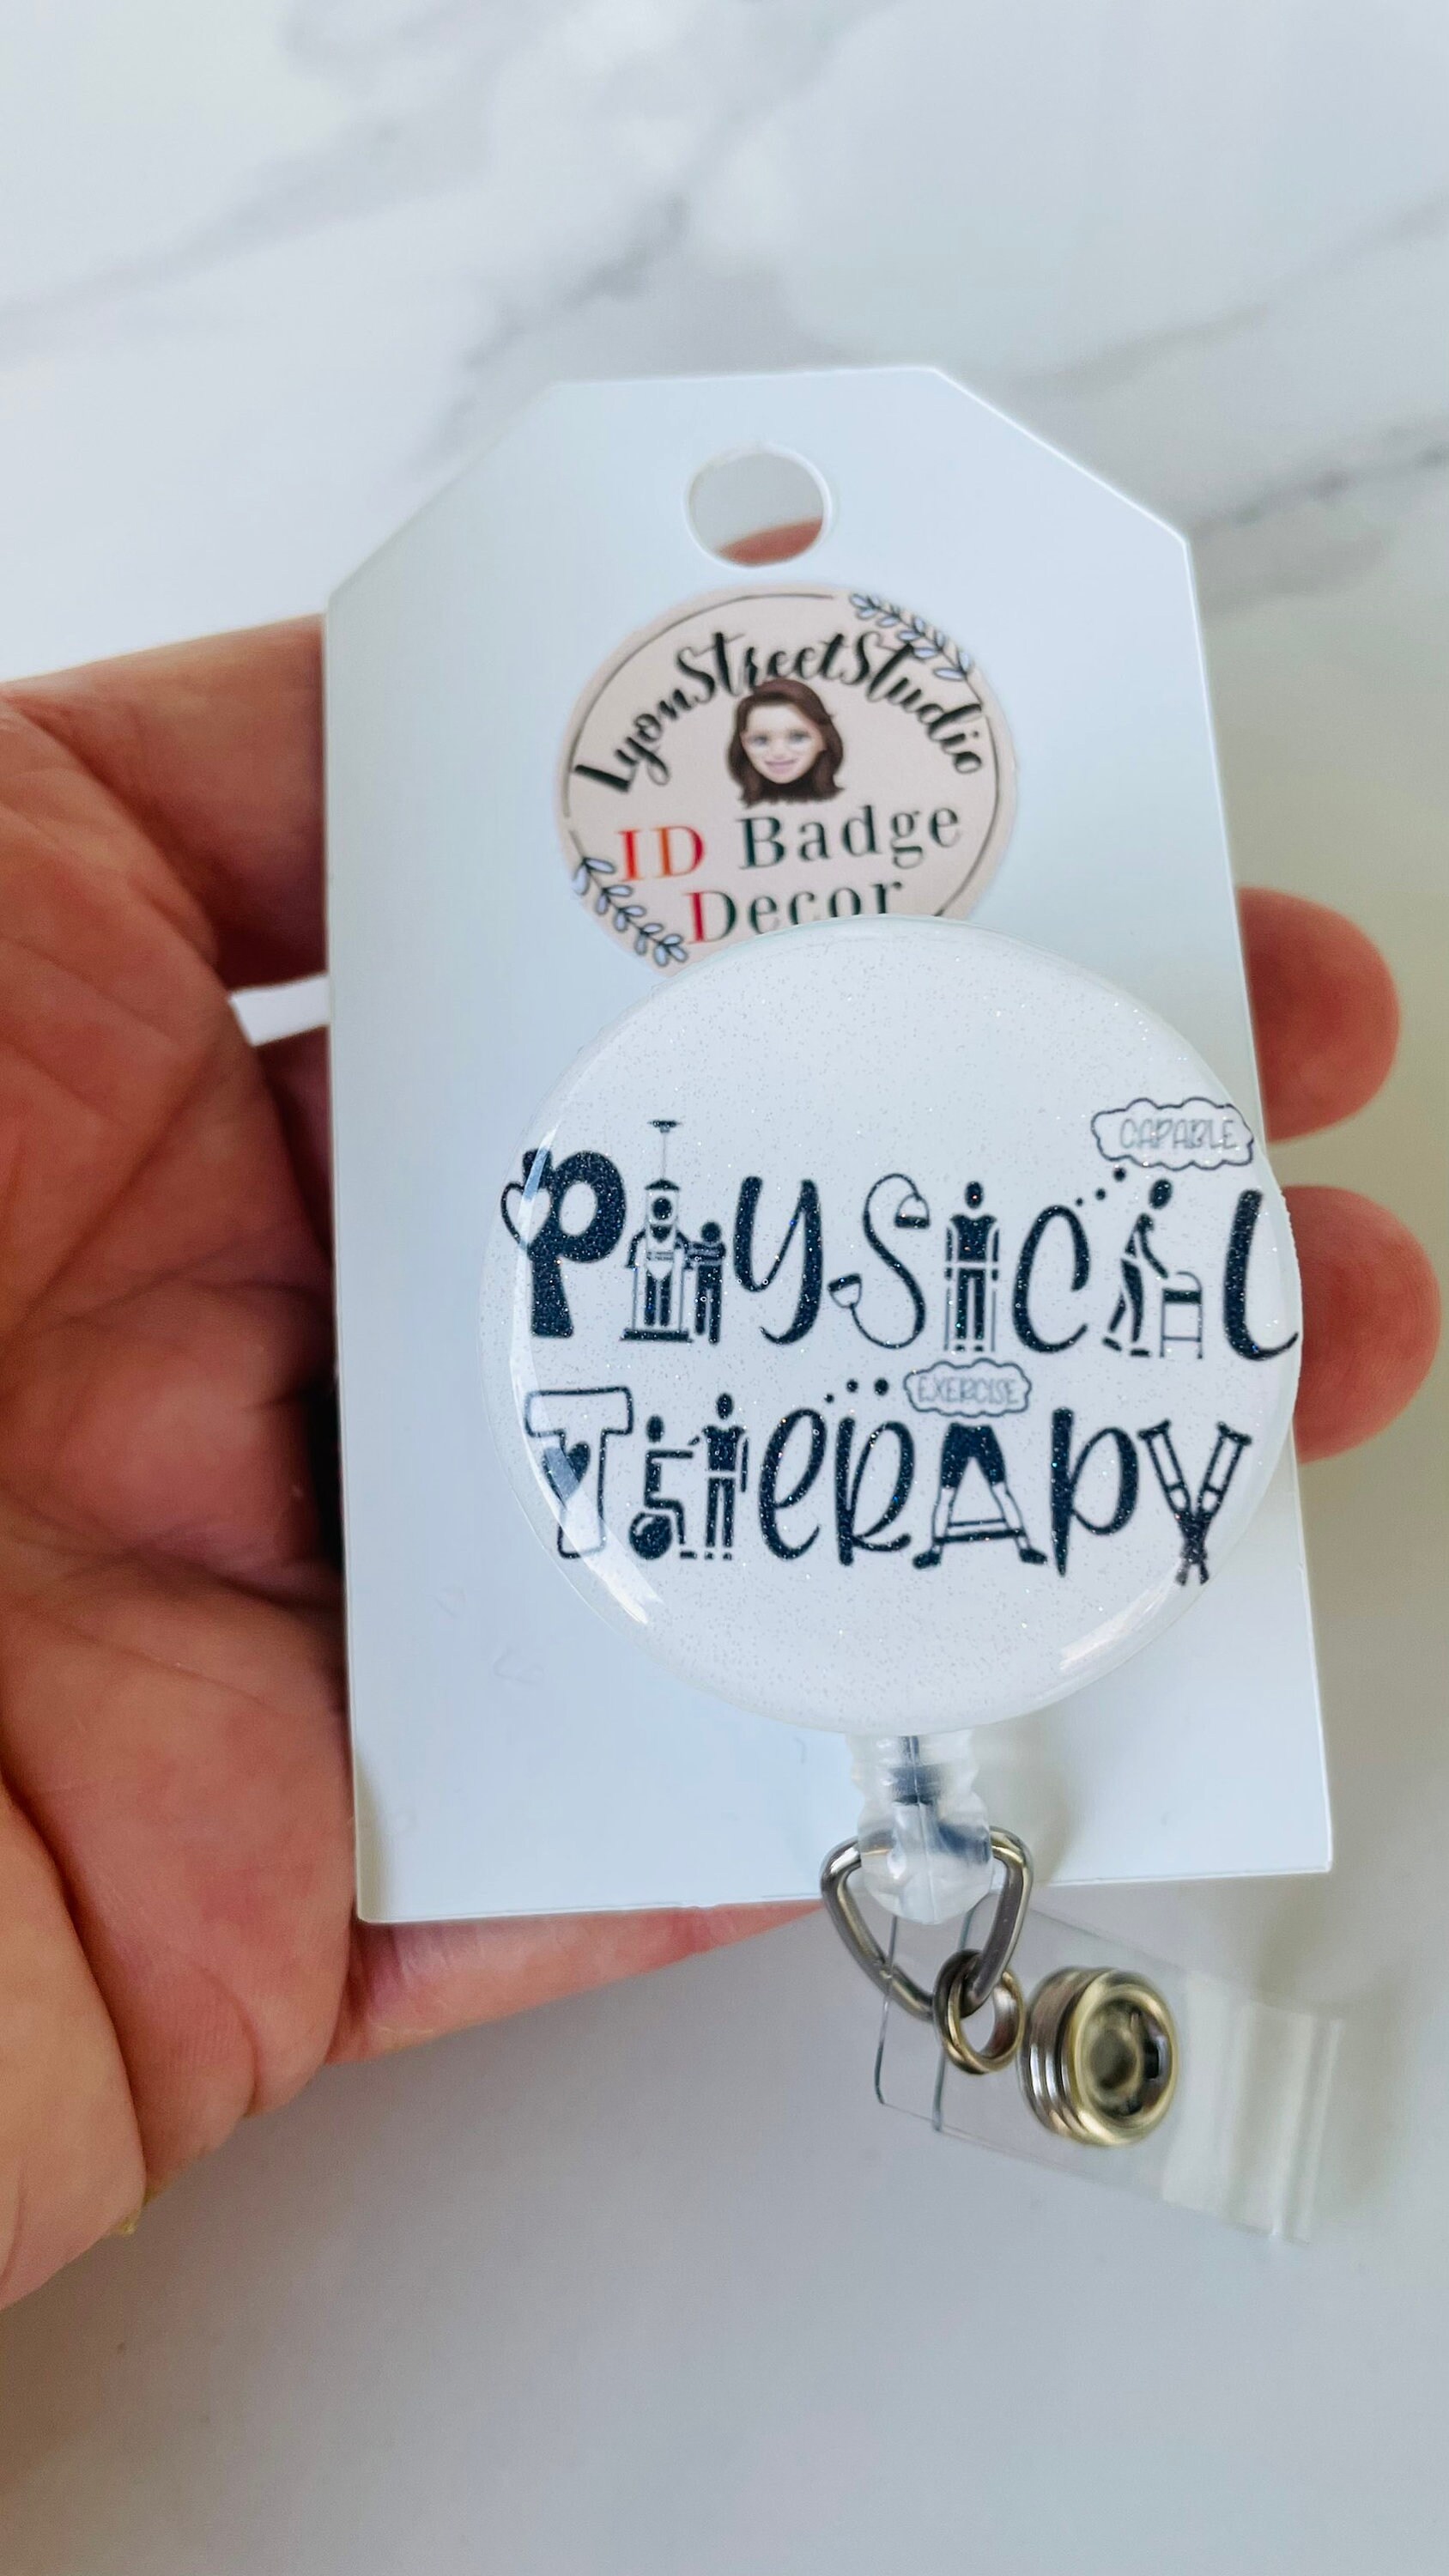 LyonStreetStudio
ID Badge
Decor
CAPABLE
PHYSICAL
EXERCISE
THERAPY